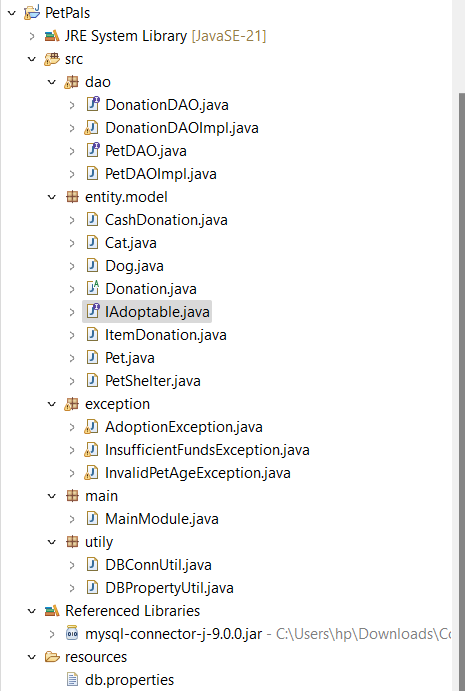 PetPals
JRE System Library [JavaSE-21]
src
dao
DonationDAO.java
DonationDAOImpl.java
PetDAO.java
PetDAOImpl.java
entity.model
CashDonation.java
Cat.java
Dog.java
Donation.java
IAdoptable.java
ItemDonation.java
Pet.java
PetShelter.java
exception
AdoptionException.java
InsufficientFundsException.java
InvalidPetAgeException.java
main
MainModule.java
utility
DBConnUtil.java
DBPropertyUtil.java
Referenced Libraries
mysql-connector-j-9.0.0.jar - C:\Users\hp\Downloads\Co
resources
db.properties